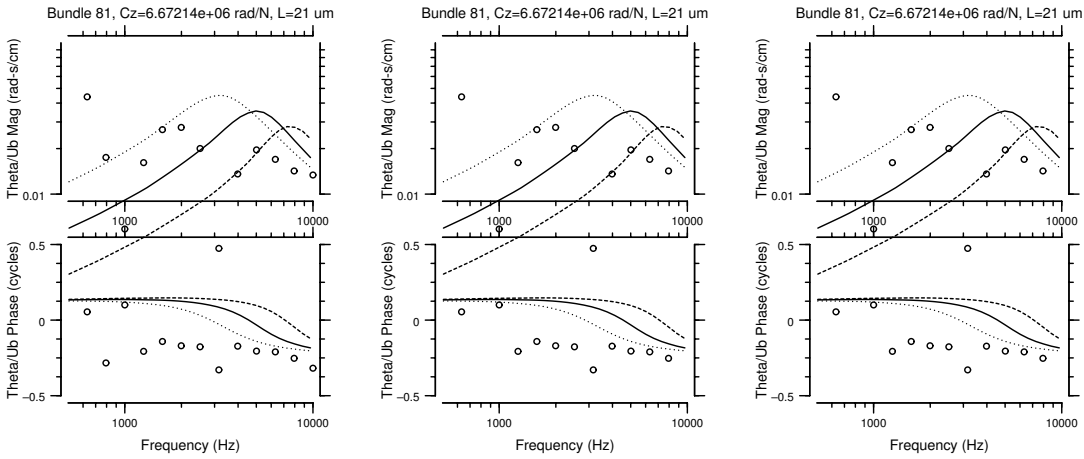 Bundle 81, Cz=6.67214e+06 rad/N, L=21 um
Theta/Ub Mag (rad-s/cm)
0.01
1000
10000
Theta/Ub Phase (cycles)
0.5
0
−0.5
1000
10000
Frequency (Hz)
Bundle 81, Cz=6.67214e+06 rad/N, L=21 um
Theta/Ub Mag (rad-s/cm)
0.01
1000
10000
Theta/Ub Phase (cycles)
0.5
0
−0.5
1000
10000
Frequency (Hz)
Bundle 81, Cz=6.67214e+06 rad/N, L=21 um
Theta/Ub Mag (rad-s/cm)
0.01
1000
10000
Theta/Ub Phase (cycles)
0.5
0
−0.5
1000
10000
Frequency (Hz)